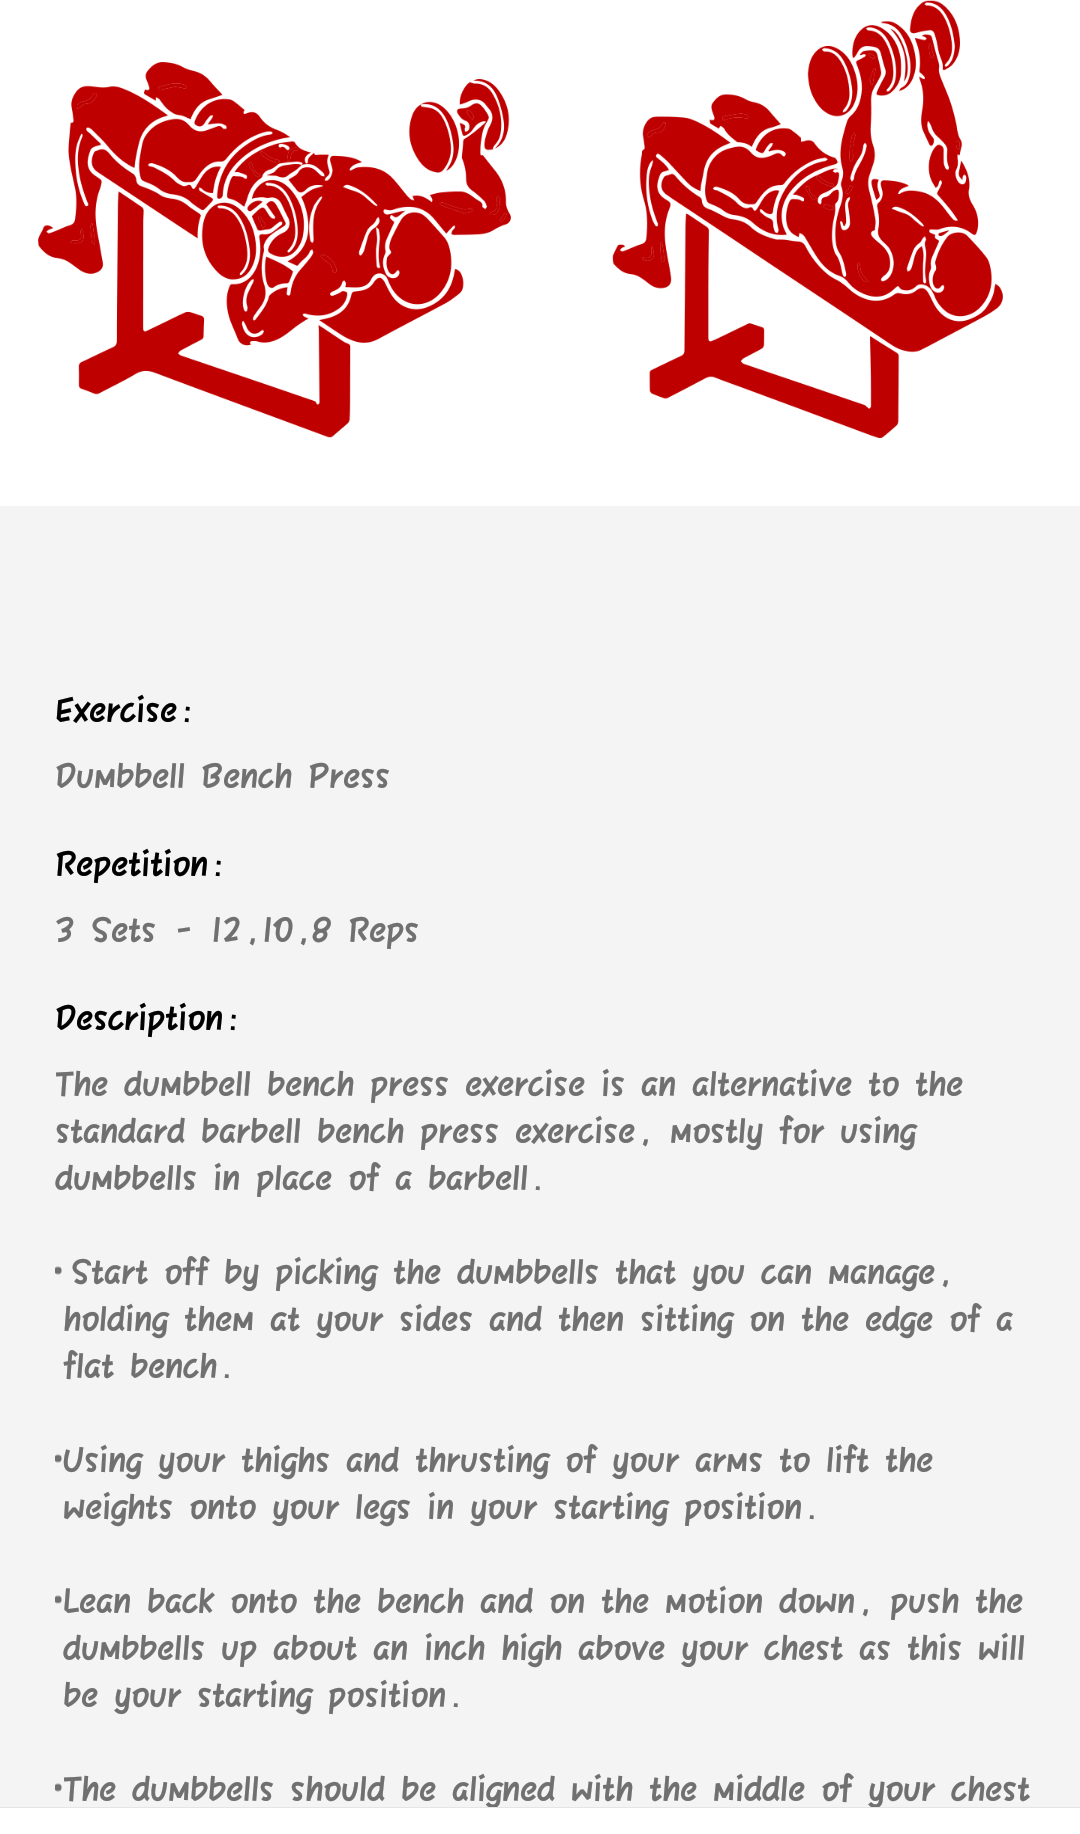 Exercise:
Dumbbell Bench Press
Repetition:
3 Sets - 12,10,8 Reps
Description:
The dumbbell bench press exercise is an alternative to the
standard barbell bench press exercise, mostly for using
dumbbells in place of a barbell.
• Start off by picking the dumbbells that you can manage,
holding them at your sides and then sitting on the edge of a
flat bench.
•Using your thighs and thrusting of your arms to lift the
weights onto your legs in your starting position.
•Lean back onto the bench and on the motion down, push the
dumbbells up about an inch high above your chest as this will
be your starting position.
•The dumbbells should be aligned with the middle of your chest